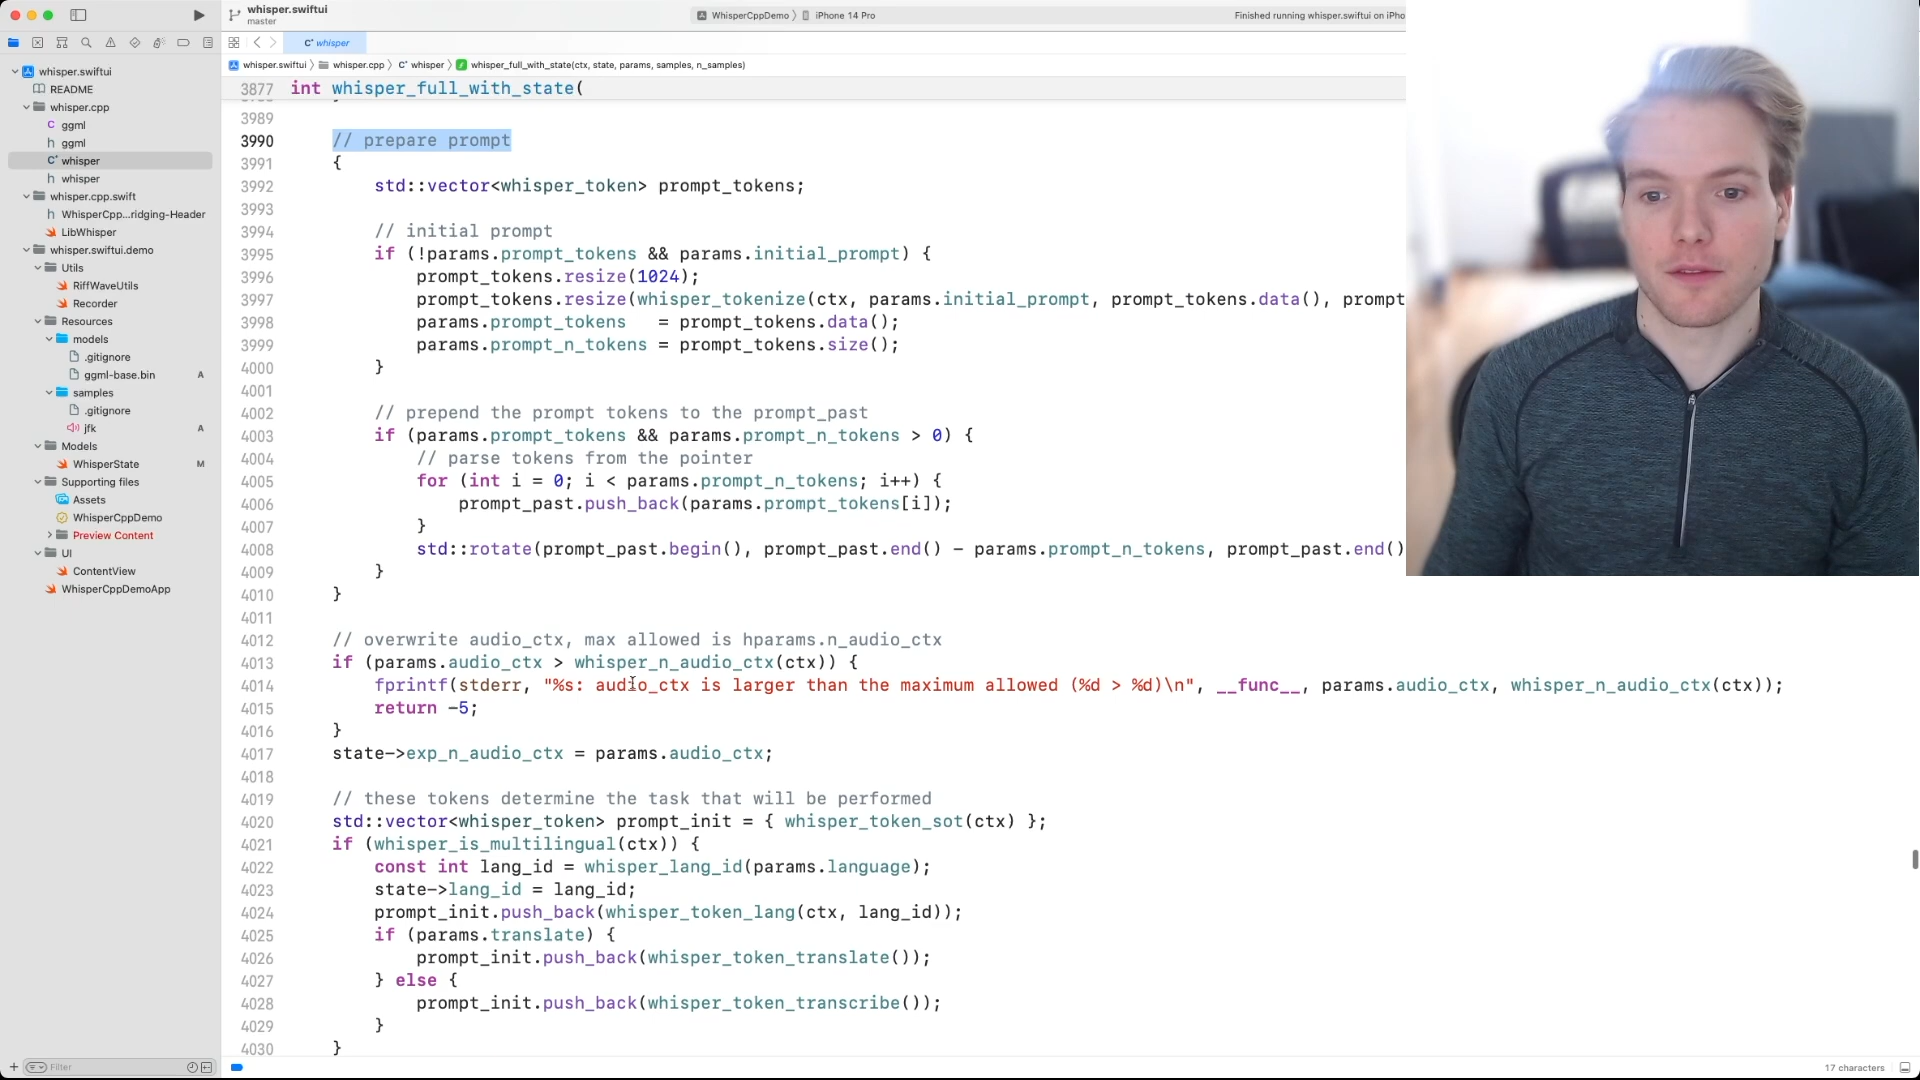 whisper.swiftui
master
WhisperCppDemo
iPhone 14 Pro
Finished running whisper.swiftui on iPho
whisper
whisper.swiftui
whisper.cpp
whisper
whisper_full_with_state(ctx, state, params, samples, n_samples)
whisper.swiftui
README
whisper.cpp
C ggml
h ggml
whisper
h whisper
whisper.cpp.swift
h WhisperCpp...ridging-Header
LibWhisper
whisper.swiftui.demo
Utils
RiffWaveUtils
Recorder
Resources
models
.gitignore
ggml-base.bin A
samples
.gitignore
jfk A
Models
WhisperState M
Supporting files
Assets
WhisperCppDemo
Preview Content
UI
ContentView
WhisperCppDemoApp
Filter
3877 int whisper_full_with_state(
3989
3990 // prepare prompt
3991 {
3992 std::vector<whisper_token> prompt_tokens;
3993
3994 // initial prompt
3995 if (!params.prompt_tokens && params.initial_prompt) {
3996 prompt_tokens.resize(1024);
3997 prompt_tokens.resize(whisper_tokenize(ctx, params.initial_prompt, prompt_tokens.data(), prompt
3998 params.prompt_tokens = prompt_tokens.data();
3999 params.prompt_n_tokens = prompt_tokens.size();
4000 }
4001
4002 // prepend the prompt tokens to the prompt_past
4003 if (params.prompt_tokens && params.prompt_n_tokens > 0) {
4004 // parse tokens from the pointer
4005 for (int i = 0; i < params.prompt_n_tokens; i++) {
4006 prompt_past.push_back(params.prompt_tokens[i]);
4007 }
4008 std::rotate(prompt_past.begin(), prompt_past.end() - params.prompt_n_tokens, prompt_past.end()
4009 }
4010 }
4011
4012 // overwrite audio_ctx, max allowed is hparams.n_audio_ctx
4013 if (params.audio_ctx > whisper_n_audio_ctx(ctx)) {
4014 fprintf(stderr, "%s: audio_ctx is larger than the maximum allowed (%d > %d)\n", __func__, params.audio_ctx, whisper_n_audio_ctx(ctx));
4015 return -5;
4016 }
4017 state->exp_n_audio_ctx = params.audio_ctx;
4018
4019 // these tokens determine the task that will be performed
4020 std::vector<whisper_token> prompt_init = { whisper_token_sot(ctx) };
4021 if (whisper_is_multilingual(ctx)) {
4022 const int lang_id = whisper_lang_id(params.language);
4023 state->lang_id = lang_id;
4024 prompt_init.push_back(whisper_token_lang(ctx, lang_id));
4025 if (params.translate) {
4026 prompt_init.push_back(whisper_token_translate());
4027 } else {
4028 prompt_init.push_back(whisper_token_transcribe());
4029 }
4030 }
17 characters